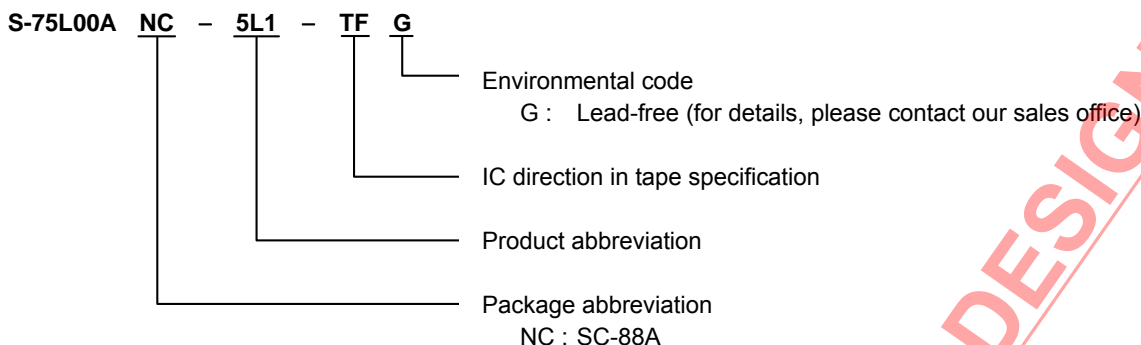 S-75L00A NC – 5L1 – TF G
Environmental code
G : Lead-free (for details, please contact our sales office)
IC direction in tape specification
Product abbreviation
Package abbreviation
NC : SC-88A
DESIGN